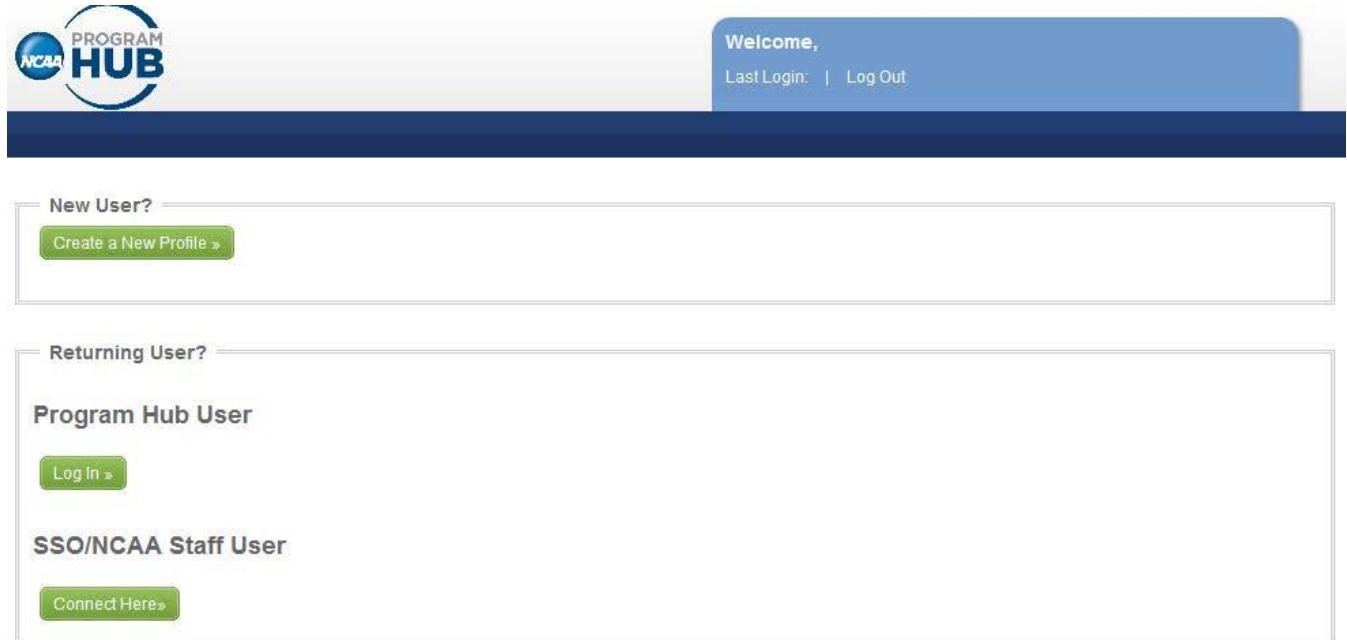 NCAA
PROGRAM
HUB
Welcome,
Last Login: | Log Out
New User?
Create a New Profile »
Returning User?
Program Hub User
Log In »
SSO/NCAA Staff User
Connect Here»